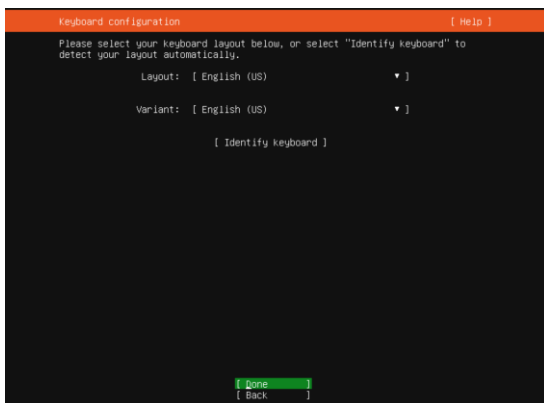 Keyboard configuration [ Help ]
Please select your keyboard layout below, or select "Identify keyboard" to
detect your layout automatically.
Layout: [ English (US) ▾ ]
Variant: [ English (US) ▾ ]
[ Identify keyboard ]
[ Done ]
[ Back ]